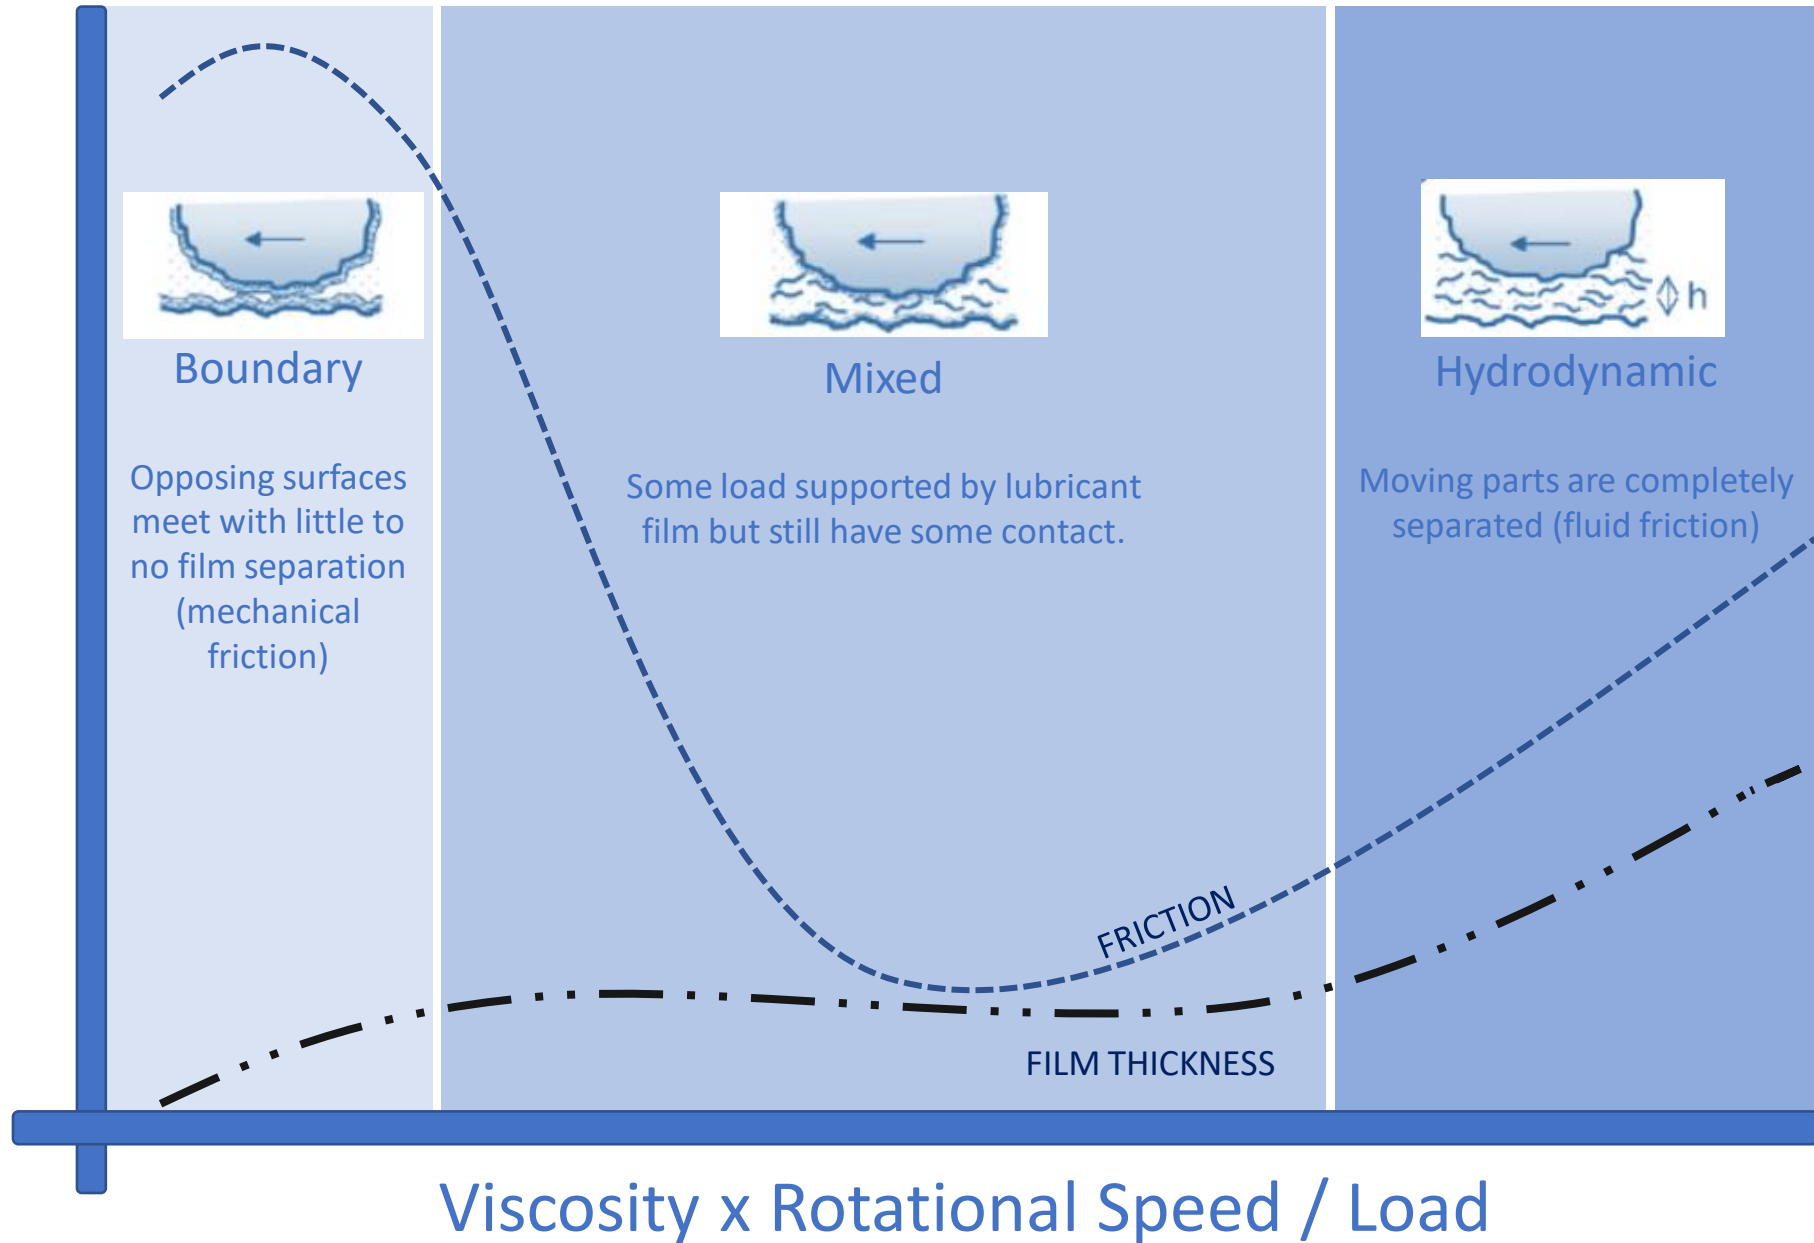 Boundary
Opposing surfaces
meet with little to
no film separation
(mechanical
friction)
Mixed
Some load supported by lubricant
film but still have some contact.
h
Hydrodynamic
Moving parts are completely
separated (fluid friction)
FRICTION
FILM THICKNESS
Viscosity x Rotational Speed / Load